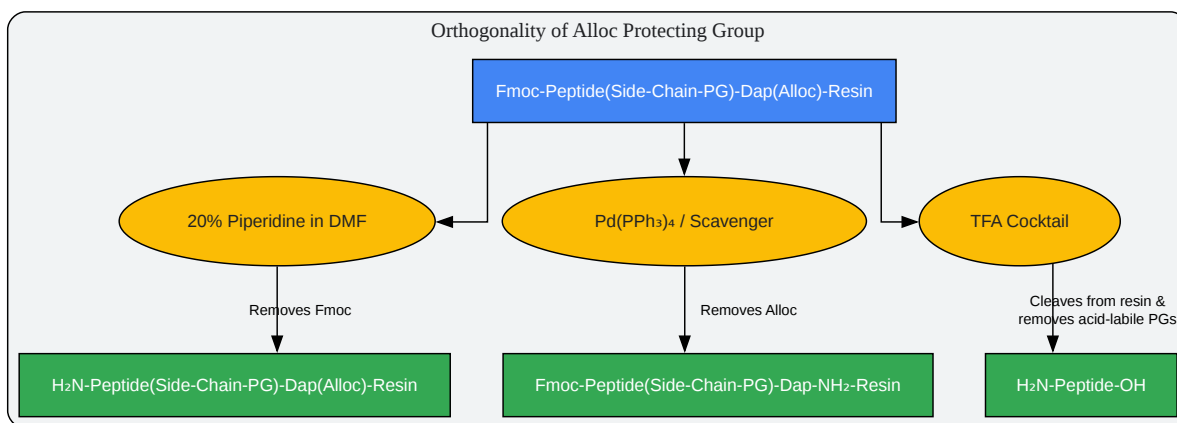 Orthogonality of Alloc Protecting Group
Fmoc-Peptide(Side-Chain-PG)-Dap(Alloc)-Resin
20% Piperidine in DMF
Pd(PPh₃)₄ / Scavenger
TFA Cocktail
Removes Fmoc
Removes Alloc
Cleaves from resin &
removes acid-labile PGs
H₂N-Peptide(Side-Chain-PG)-Dap(Alloc)-Resin
Fmoc-Peptide(Side-Chain-PG)-Dap-NH₂-Resin
H₂N-Peptide-OH